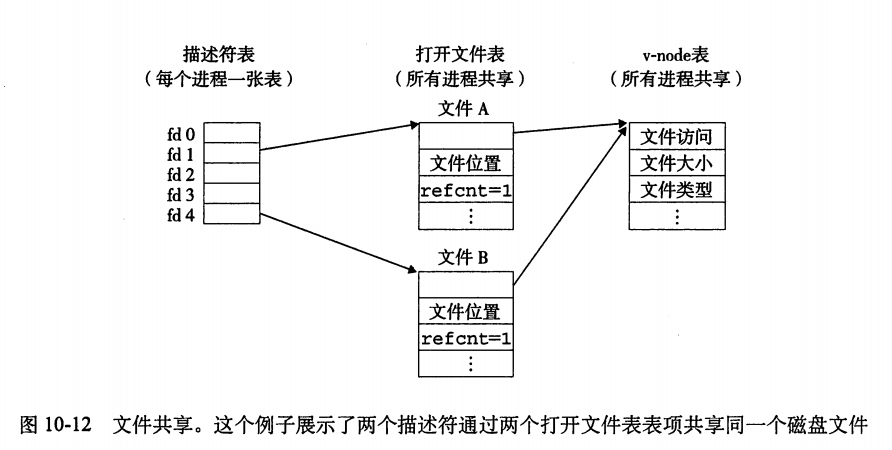 描述符表
（每个进程一张表）
打开文件表
（所有进程共享）
v-node表
（所有进程共享）
fd 0
fd 1
fd 2
fd 3
fd 4
文件 A
文件位置
refcnt=1
⋮
文件 B
文件位置
refcnt=1
⋮
文件访问
文件大小
文件类型
⋮
图 10-12 文件共享。这个例子展示了两个描述符通过两个打开文件表表项共享同一个磁盘文件